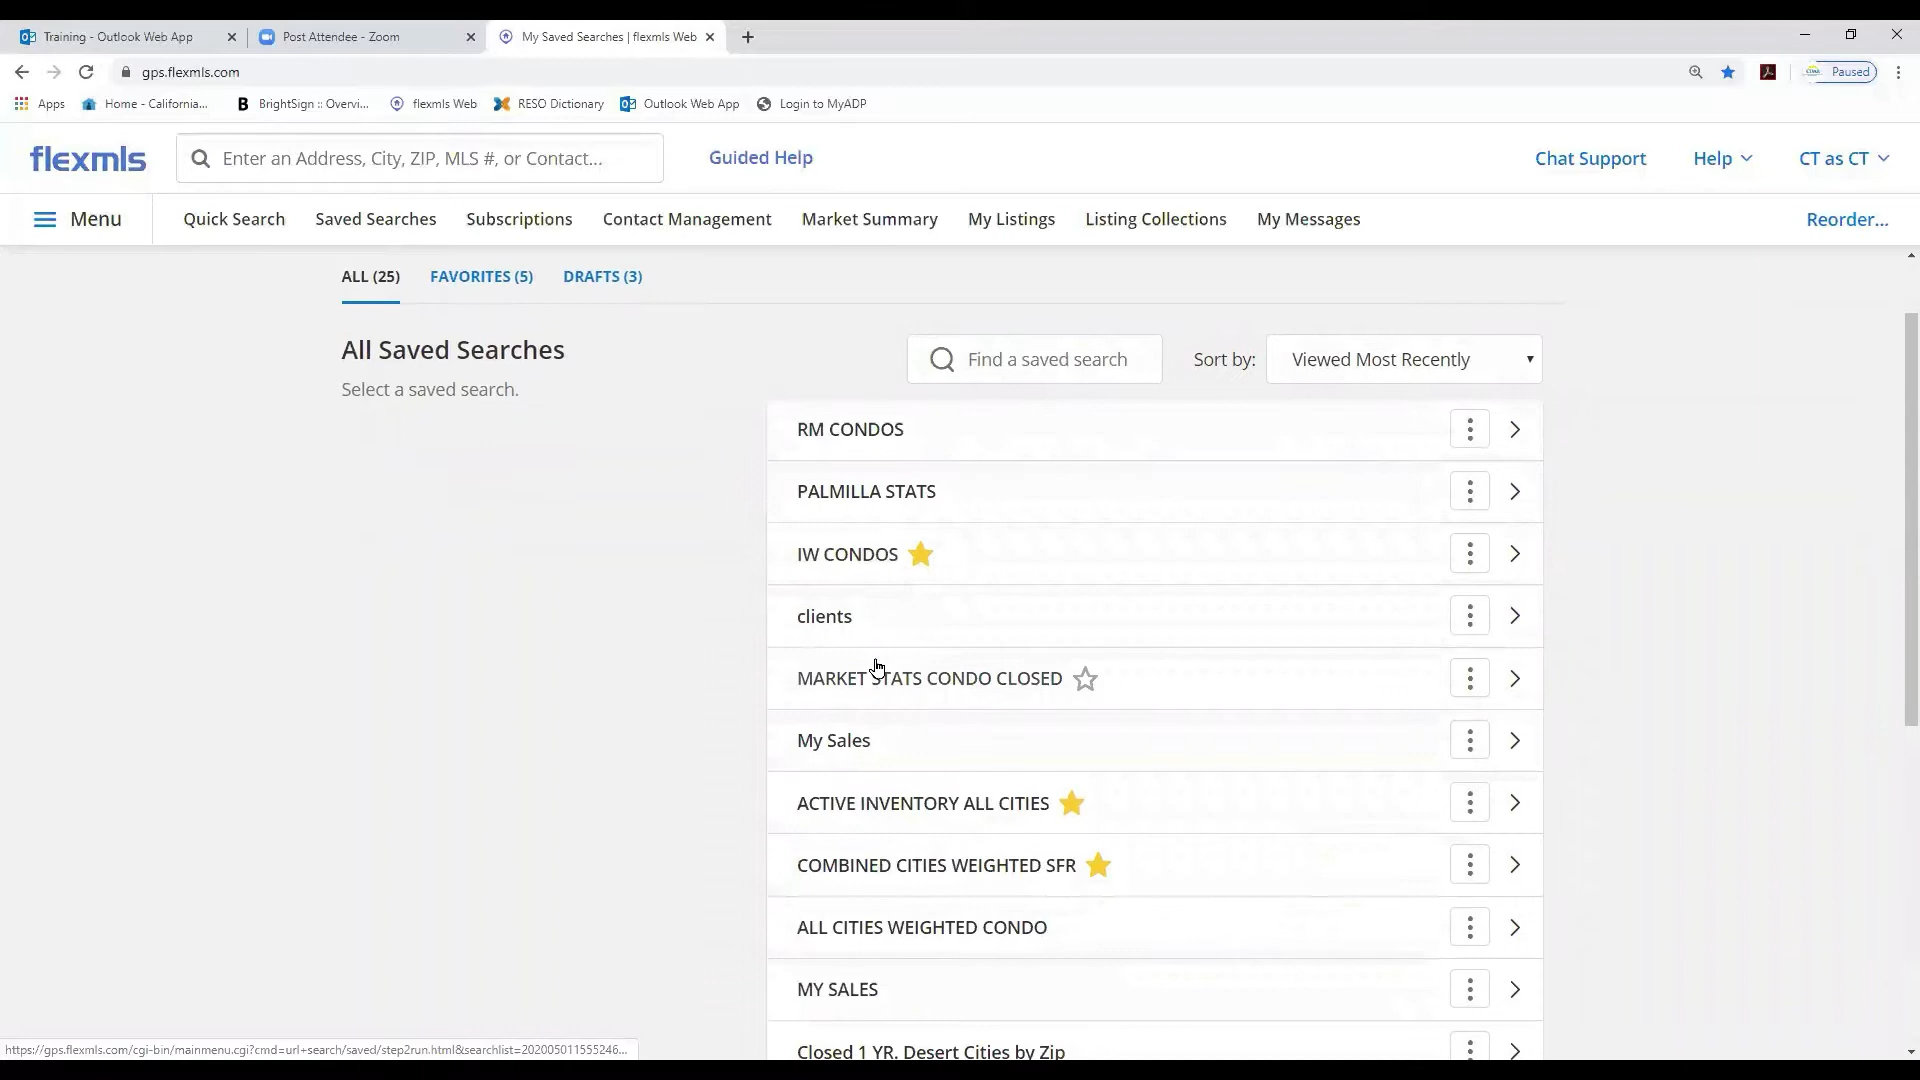 Training - Outlook Web App
Post Attendee - Zoom
My Saved Searches | flexmls Web
gps.flexmls.com
Paused
Apps
Home - California...
BrightSign :: Overvi...
flexmls Web
RESO Dictionary
Outlook Web App
Login to MyADP
flexmls
Enter an Address, City, ZIP, MLS #, or Contact...
Guided Help
Chat Support
Help
CT as CT
Menu
Quick Search
Saved Searches
Subscriptions
Contact Management
Market Summary
My Listings
Listing Collections
My Messages
Reorder...
ALL (25)
FAVORITES (5)
DRAFTS (3)
All Saved Searches
Select a saved search.
Find a saved search
Sort by:
Viewed Most Recently
RM CONDOS
PALMILLA STATS
IW CONDOS
clients
MARKET STATS CONDO CLOSED
My Sales
ACTIVE INVENTORY ALL CITIES
COMBINED CITIES WEIGHTED SFR
ALL CITIES WEIGHTED CONDO
MY SALES
Closed 1 YR. Desert Cities by Zip
https://gps.flexmls.com/cgi-bin/mainmenu.cgi?cmd=url+search/saved/step2run.html&searchlist=202005011555246...